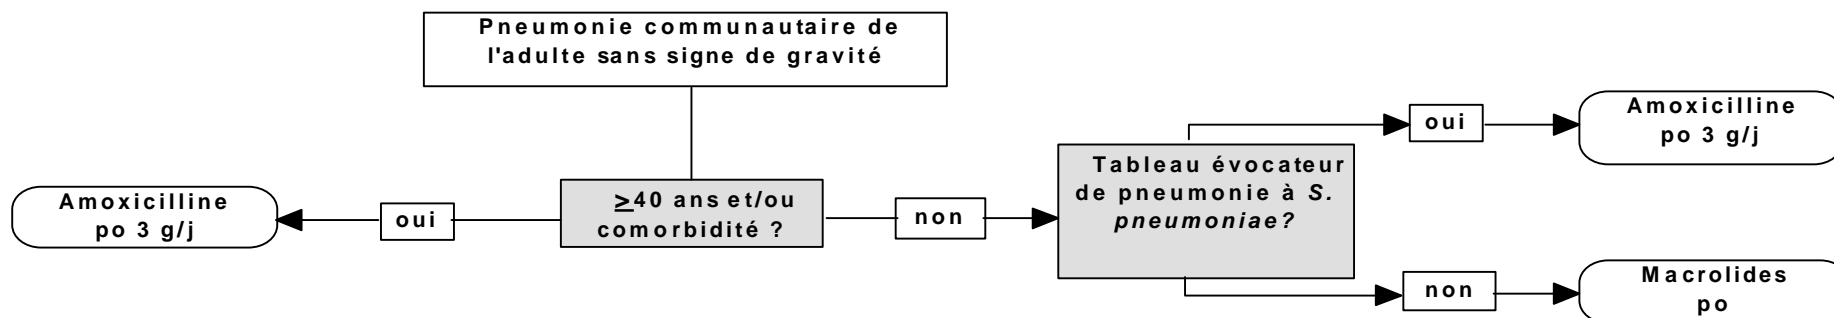 Pneumonie communautaire de
l'adulte sans signe de gravité
≥40 ans et/ou
comorbidité ?
oui
Amoxicilline
po 3 g/j
non
Tableau évocateur
de pneumonie à S.
pneumoniae?
oui
Amoxicilline
po 3 g/j
non
Macrolides
po